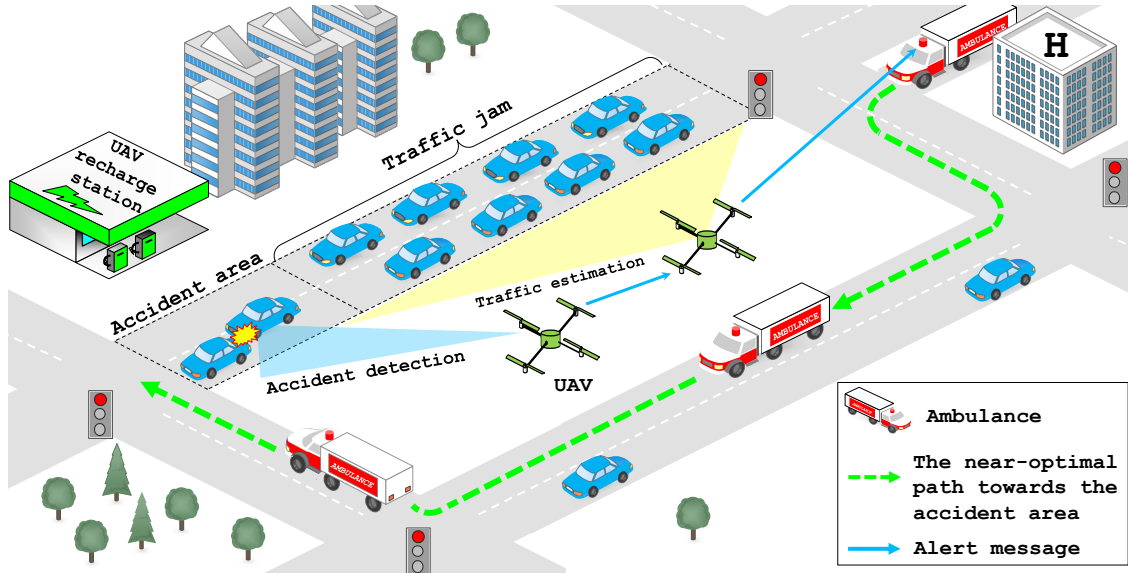 UAV
recharge
station
Traffic jam
Accident area
AMBULANCE
H
Traffic estimation
Accident detection
UAV
AMBULANCE
AMBULANCE
AMBULANCE
Ambulance
The near-optimal
path towards the
accident area
Alert message